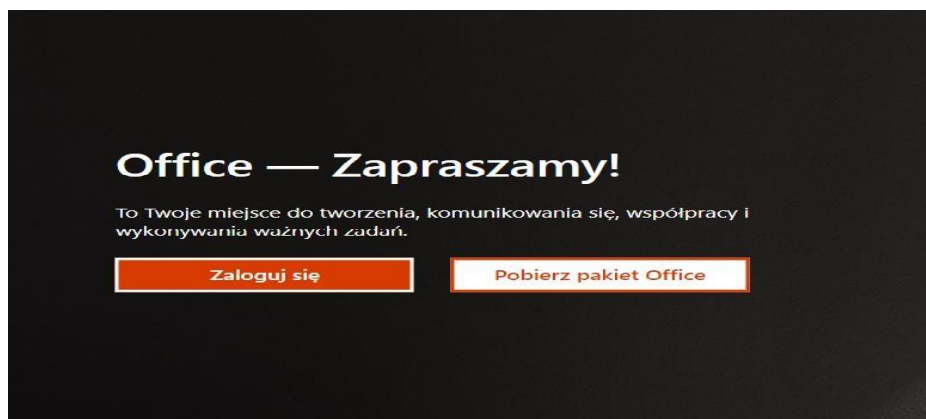 Office — Zapraszamy!
To Twoje miejsce do tworzenia, komunikowania się, współpracy i
wykonywania ważnych zadań.
Zaloguj się
Pobierz pakiet Office